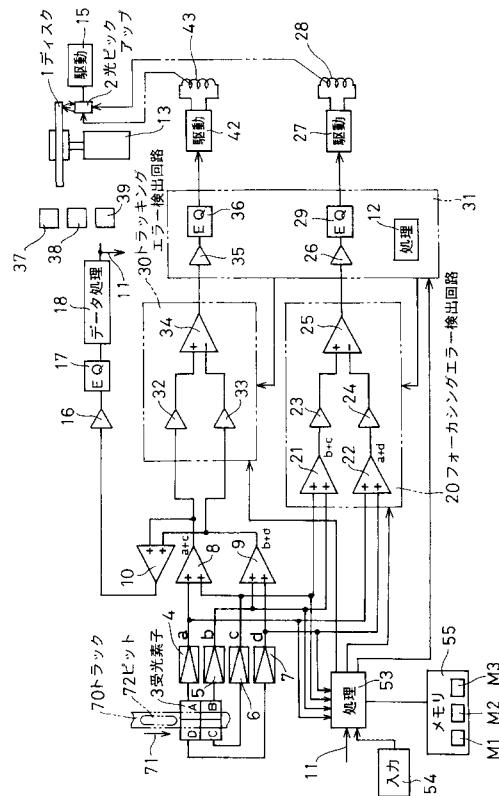 70トラック
72ピット
71
3受光素子
D
A
C
B
4
5
6
7
a
b
c
d
10
8
9
a+c
b+d
16
17
EQ
18
データ処理
11
37
38
39
1ディスク
2光ピックアップ
15
駆動
13
30トラッキング
エラー検出回路
32
33
34
35
36
EQ
42
駆動
43
20フォーカシングエラー検出回路
21
22
b+c
a+d
23
24
25
26
29
EQ
12
処理
31
27
駆動
28
11
処理
53
入力
54
55
メモリ
M1
M2
M3